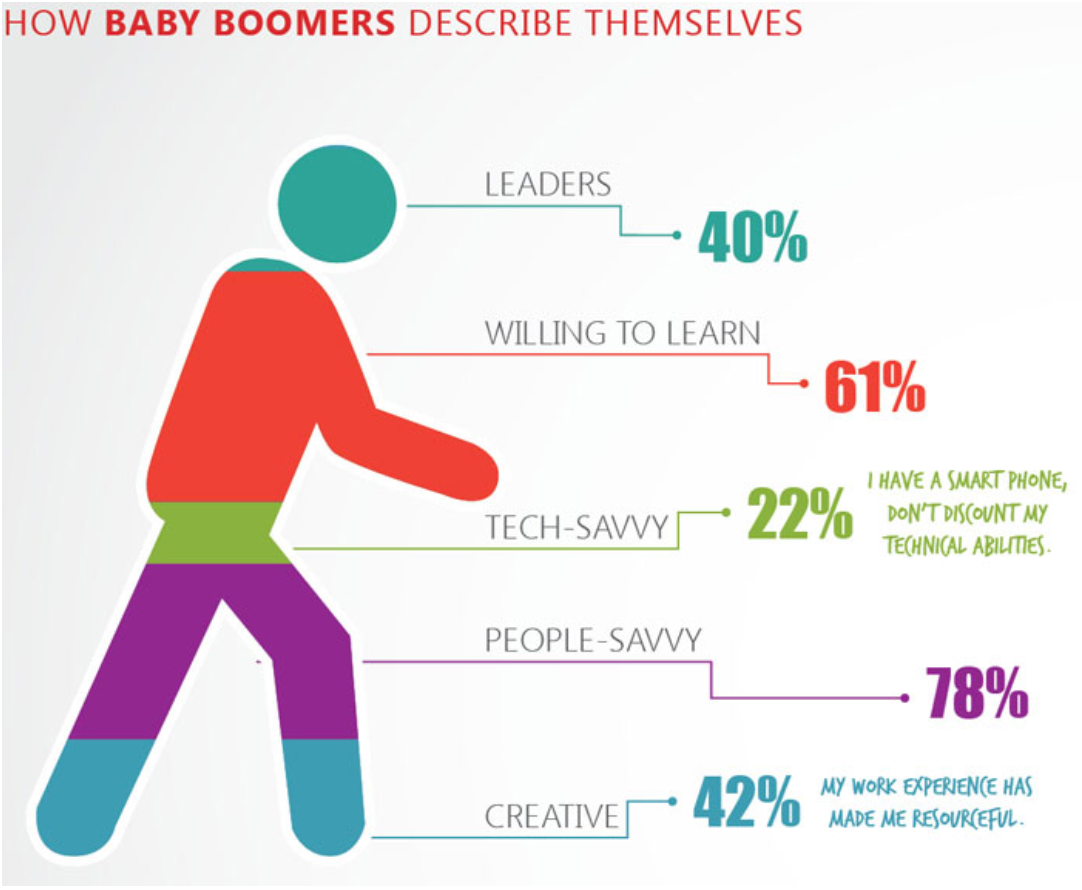 HOW BABY BOOMERS DESCRIBE THEMSELVES
LEADERS
40%
WILLING TO LEARN
61%
TECH-SAVVY
22%
I HAVE A SMART PHONE,
DON'T DISCOUNT MY
TECHNICAL ABILITIES.
PEOPLE-SAVVY
78%
CREATIVE
42%
MY WORK EXPERIENCE HAS
MADE ME RESOURCEFUL.